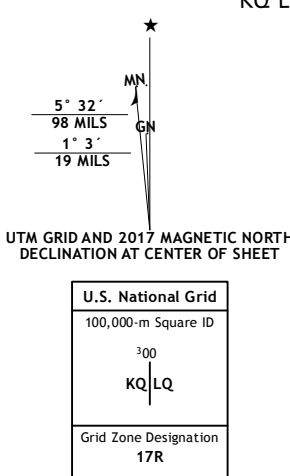 KQ L
★
MN
5° 32´
98 MILS
GN
1° 3´
19 MILS
UTM GRID AND 2017 MAGNETIC NORTH
DECLINATION AT CENTER OF SHEET
U.S. National Grid
100,000-m Square ID
³00
KQ LQ
Grid Zone Designation
17R